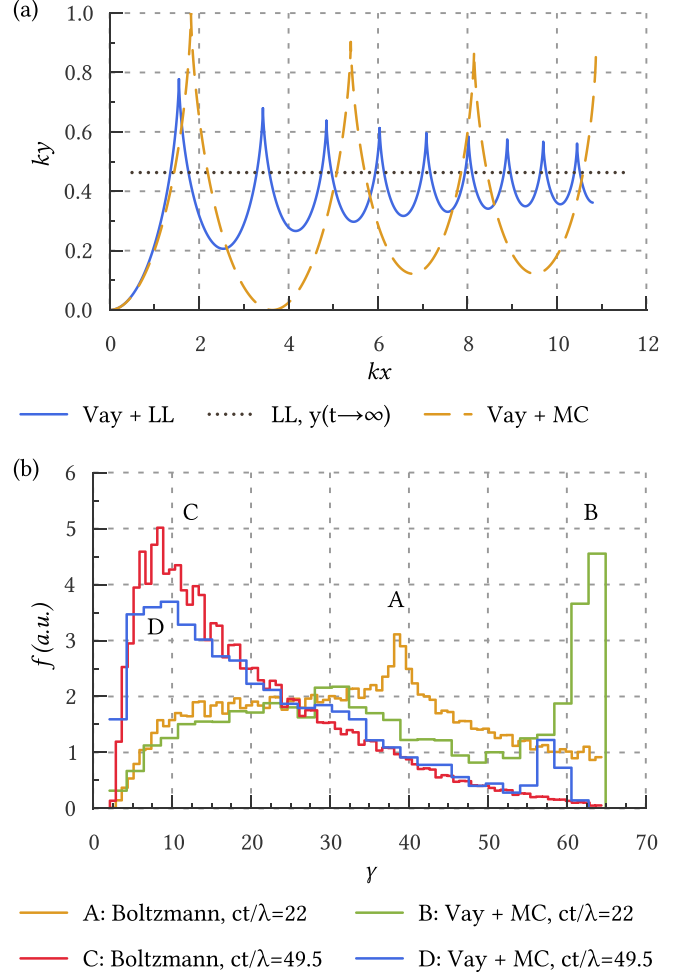 (a)
1.0
0.8
0.6
0.4
0.2
0.0
ky
0 2 4 6 8 10 12
kx
Vay + LL LL, y(t→∞) Vay + MC
(b)
6
5
4
3
2
1
0
f (a.u.)
C
B
A
D
0 10 20 30 40 50 60 70
γ
A: Boltzmann, ct/λ=22 B: Vay + MC, ct/λ=22
C: Boltzmann, ct/λ=49.5 D: Vay + MC, ct/λ=49.5